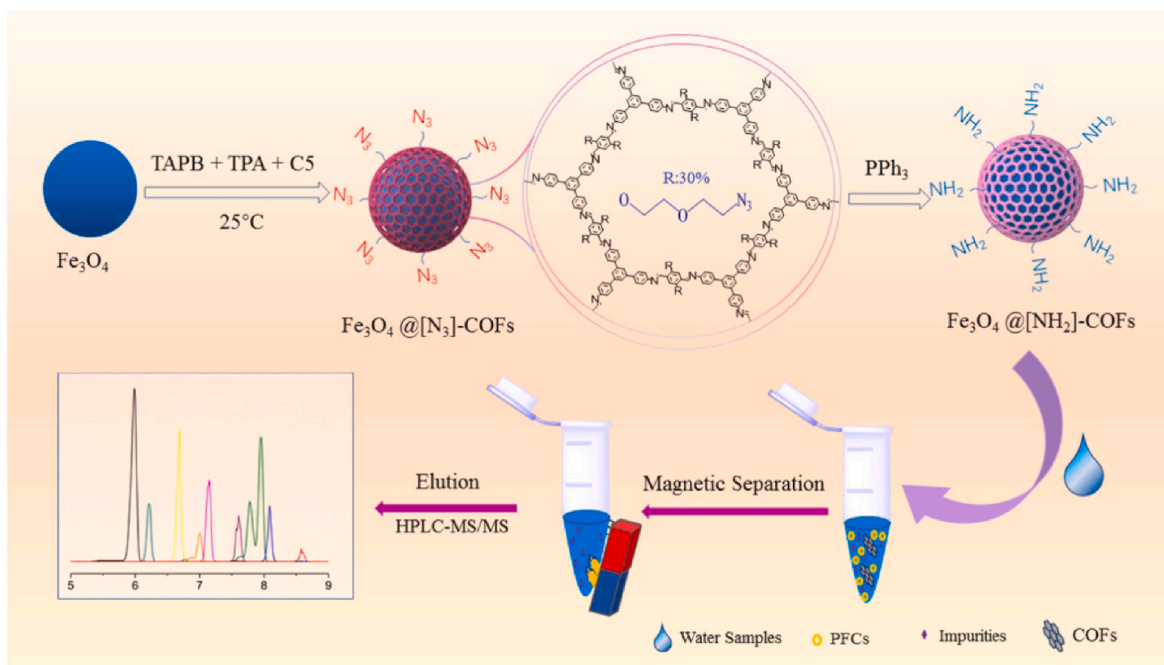 N₃
N₃
N₃
N₃
N₃
N₃
N₃
N₃
TAPB + TPA + C5
25°C
Fe₃O₄
Fe₃O₄ @[N₃]-COFs
R:30%
O
O
N₃
PPh₃
NH₂
NH₂
NH₂
NH₂
NH₂
NH₂
NH₂
NH₂
Fe₃O₄ @[NH₂]-COFs
Magnetic Separation
Elution
HPLC-MS/MS
5 6 7 8 9
Water Samples
PFCs
Impurities
COFs